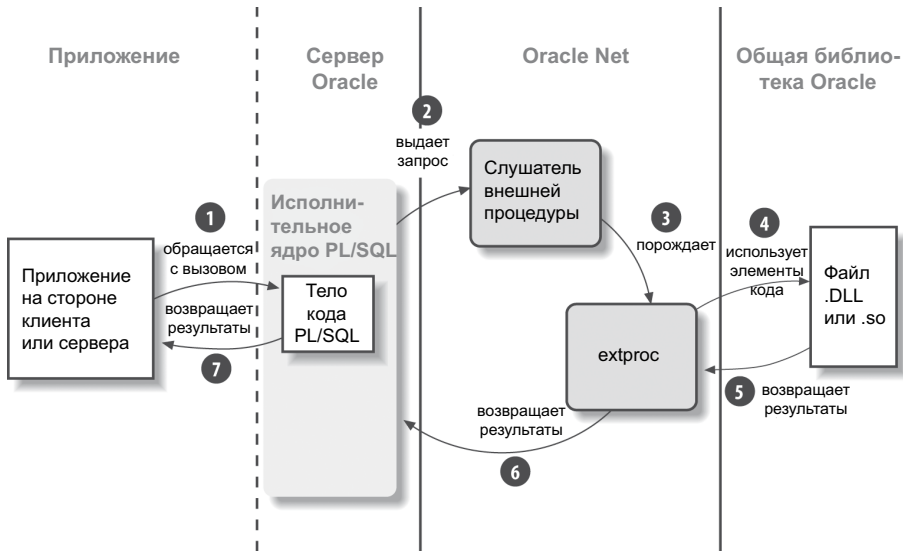 Приложение
Сервер
Oracle
Oracle Net
Общая библио-
тека Oracle
2
выдает
запрос
Слушатель
внешней
процедуры
Исполни-
тельное
ядро PL/SQL
1
обращается
с вызовом
3
порождает
4
использует
элементы
кода
Приложение
на стороне
клиента
или сервера
Тело
кода
PL/SQL
Файл
.DLL
или .so
возвращает
результаты
7
extproc
5
возвращает
результаты
возвращает
результаты
6